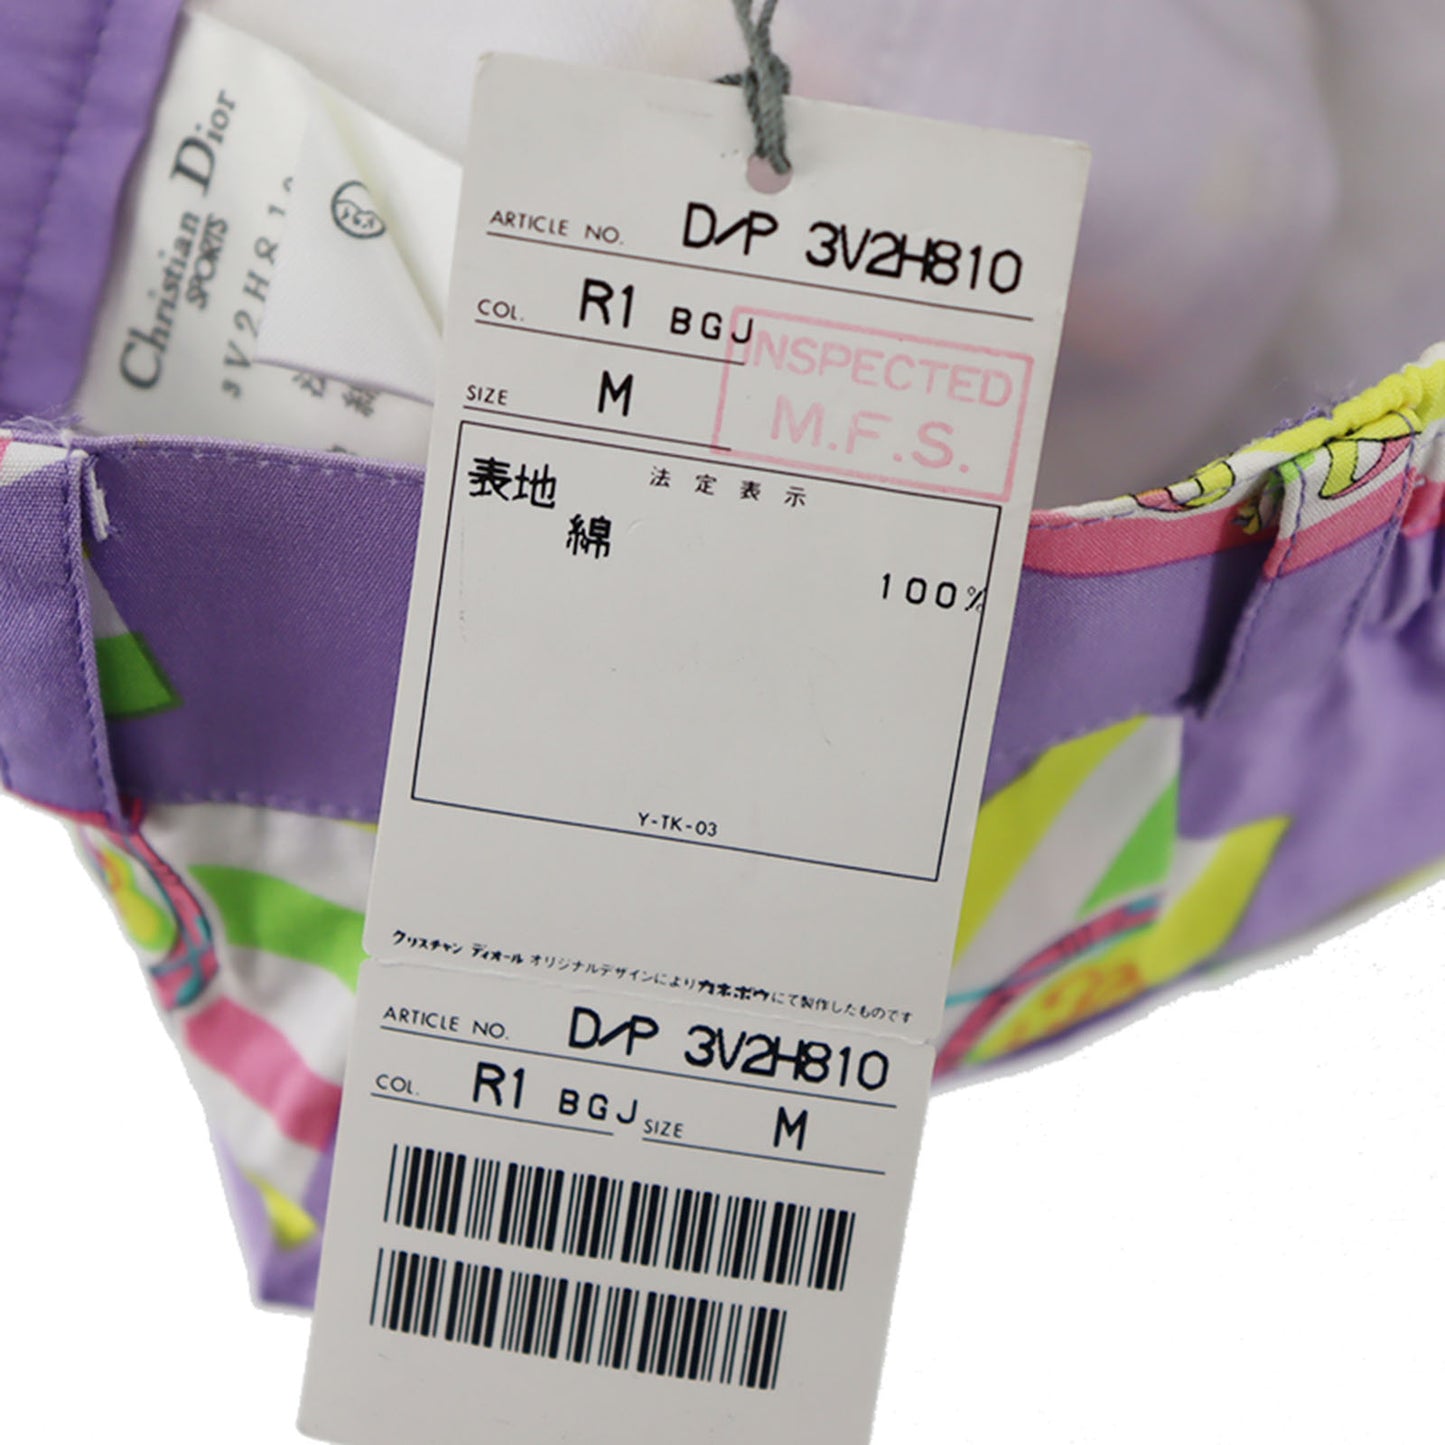 Christian Dior
SPORTS
3V2H810
ARTICLE NO. D/P 3V2H810
COL. R1 BGJ
INSPECTED
M.F.S.
SIZE M
法定表示
表地
綿
100%
Y-TK-03
クリスチャン ディオール オリジナルデザインによりカネボウにて製作したものです
ARTICLE NO. D/P 3V2H810
COL. R1 BGJ SIZE M